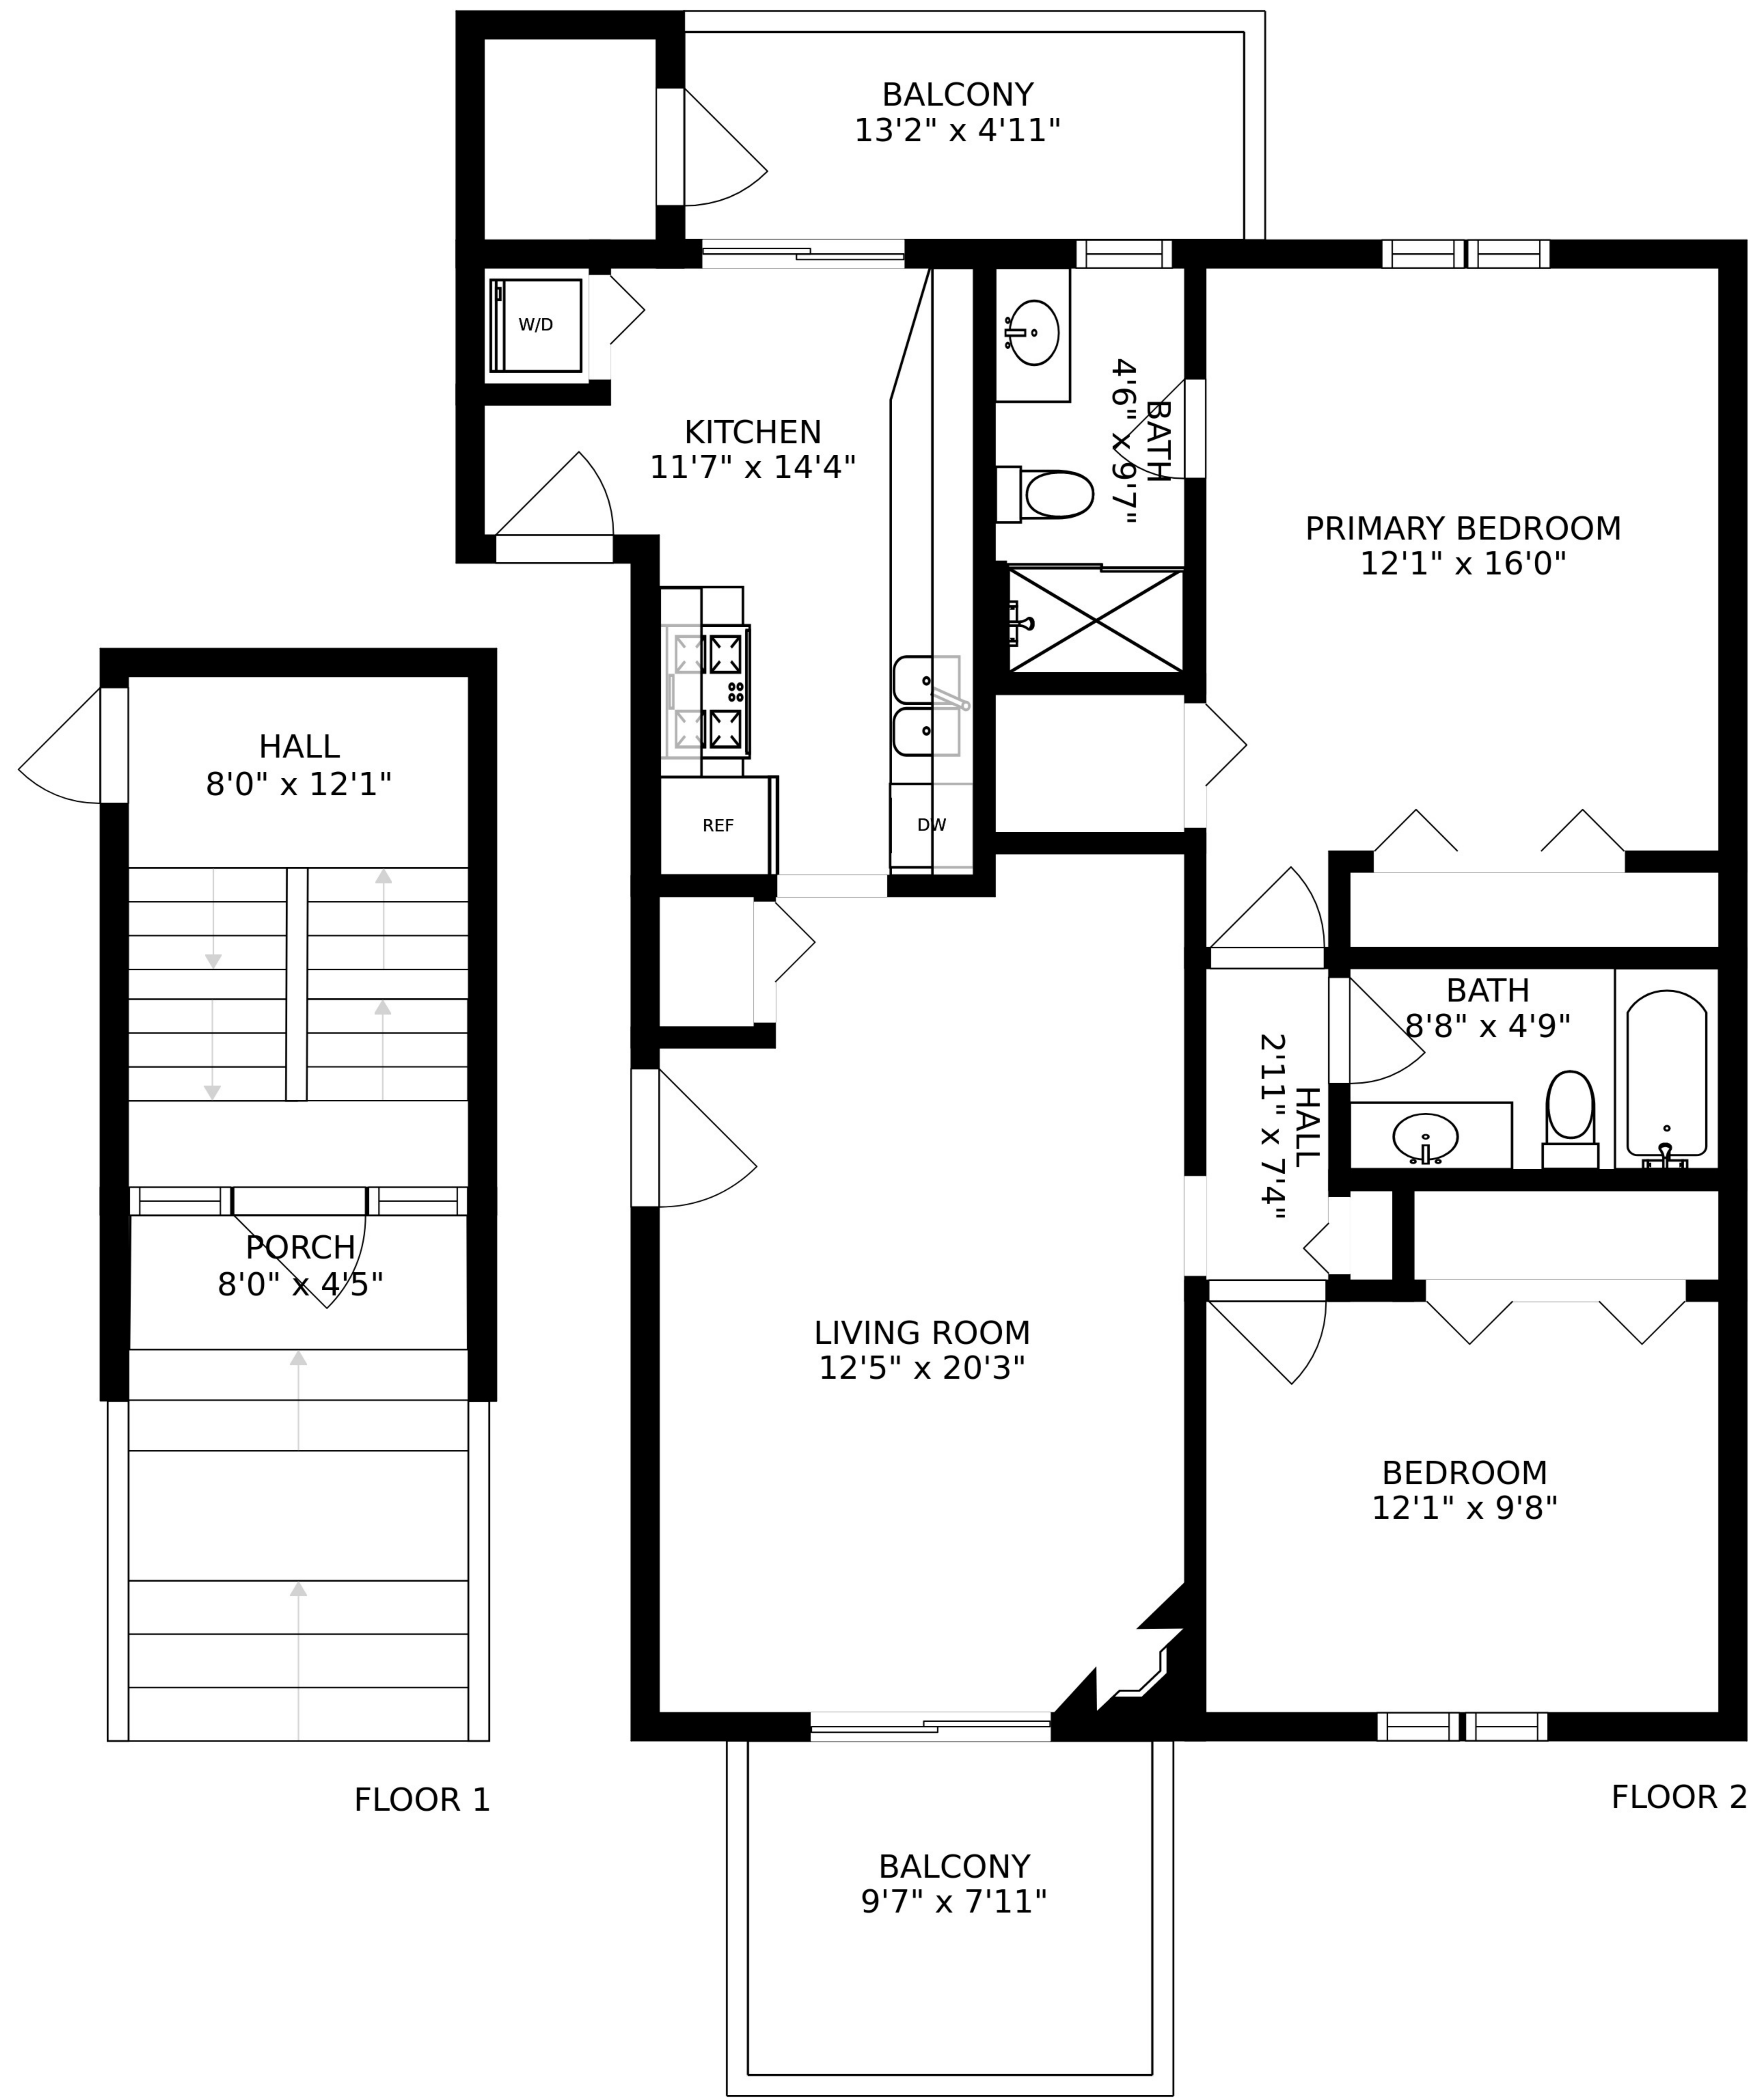 BALCONY
13'2" x 4'11"
W/D
KITCHEN
11'7" x 14'4"
BATH
4'6" x 9'7"
PRIMARY BEDROOM
12'1" x 16'0"
HALL
8'0" x 12'1"
REF
DW
BATH
8'8" x 4'9"
HALL
2'11" x 7'4"
PORCH
8'0" x 4'5"
LIVING ROOM
12'5" x 20'3"
BEDROOM
12'1" x 9'8"
FLOOR 1
FLOOR 2
BALCONY
9'7" x 7'11"